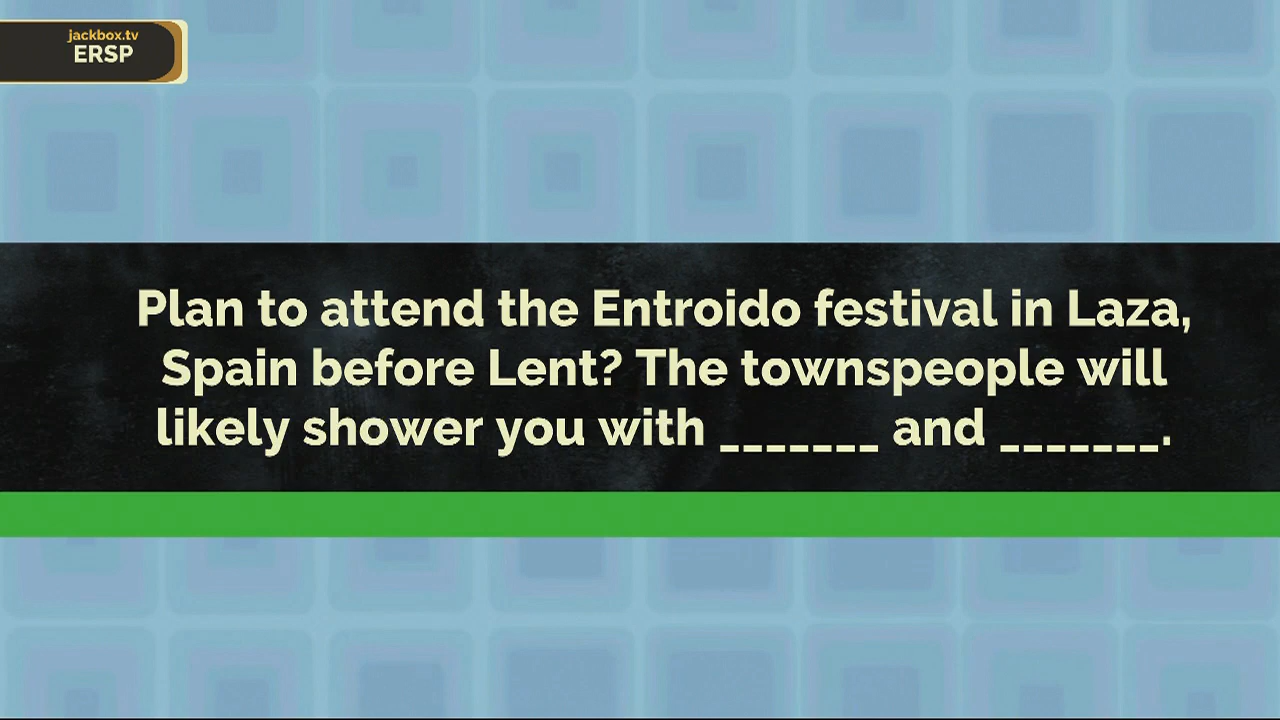 jackbox.tv
ERSP
Plan to attend the Entroido festival in Laza,
Spain before Lent? The townspeople will
likely shower you with _______ and _______.